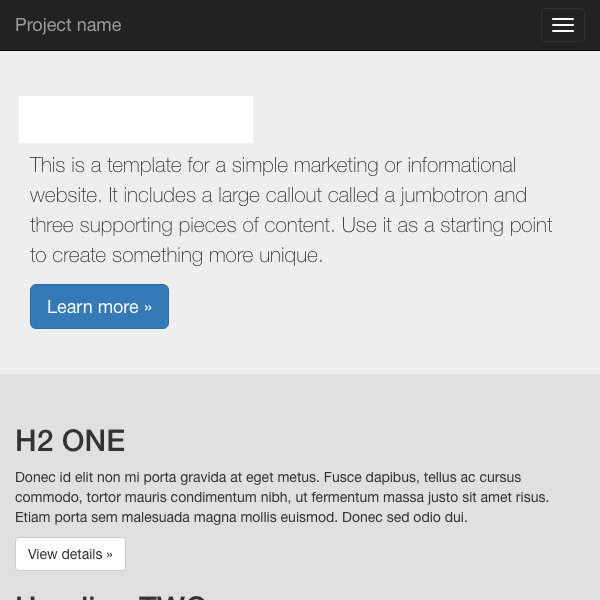 Project name
This is a template for a simple marketing or informational
website. It includes a large callout called a jumbotron and
three supporting pieces of content. Use it as a starting point
to create something more unique.
Learn more »
H2 ONE
Donec id elit non mi porta gravida at eget metus. Fusce dapibus, tellus ac cursus
commodo, tortor mauris condimentum nibh, ut fermentum massa justo sit amet risus.
Etiam porta sem malesuada magna mollis euismod. Donec sed odio dui.
View details »